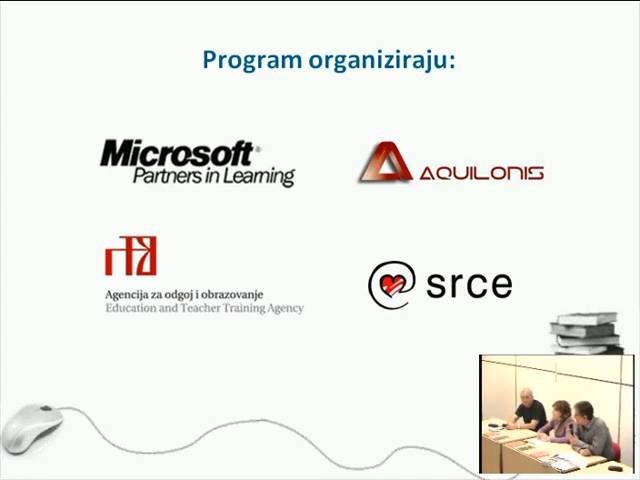 Program organiziraju:
Microsoft®
Partners in Learning
AQUILONIS
Agencija za odgoj i obrazovanje
Education and Teacher Training Agency
srce